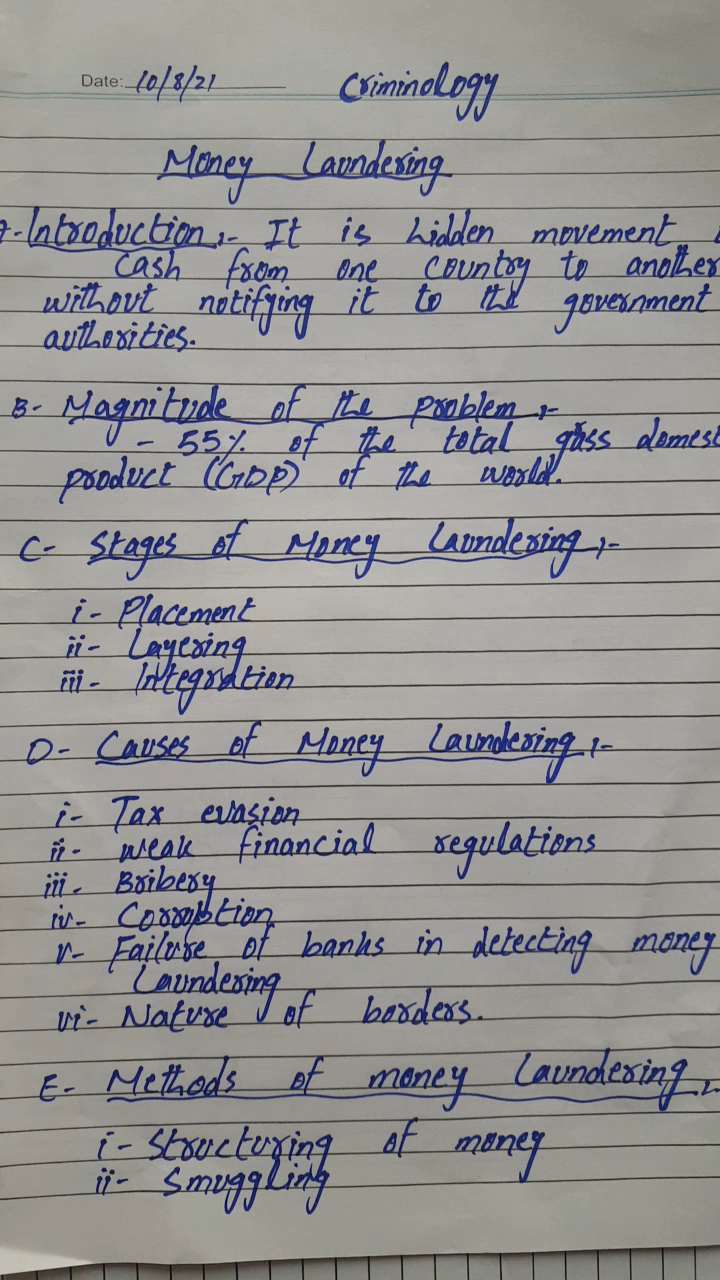 Date: 10/8/21 Criminology
Money Laundering
A- Introduction :- It is hidden movement
Cash from one country to another
without notifying it to the government
authorities.
B- Magnitude of the problem :-
- 55% of the total gross domest
product (GDP) of the world.
C- Stages of Money Laundering :-
i- Placement
ii- Layering
iii- Integration
D- Causes of Money Laundering :-
i- Tax evasion
ii- weak financial regulations
iii- Bribery
iv- Corruption
v- Failure of banks in detecting money
Laundering
vi- Nature of borders.
E- Methods of money Laundering :-
i- Structuring of money
ii- Smuggling